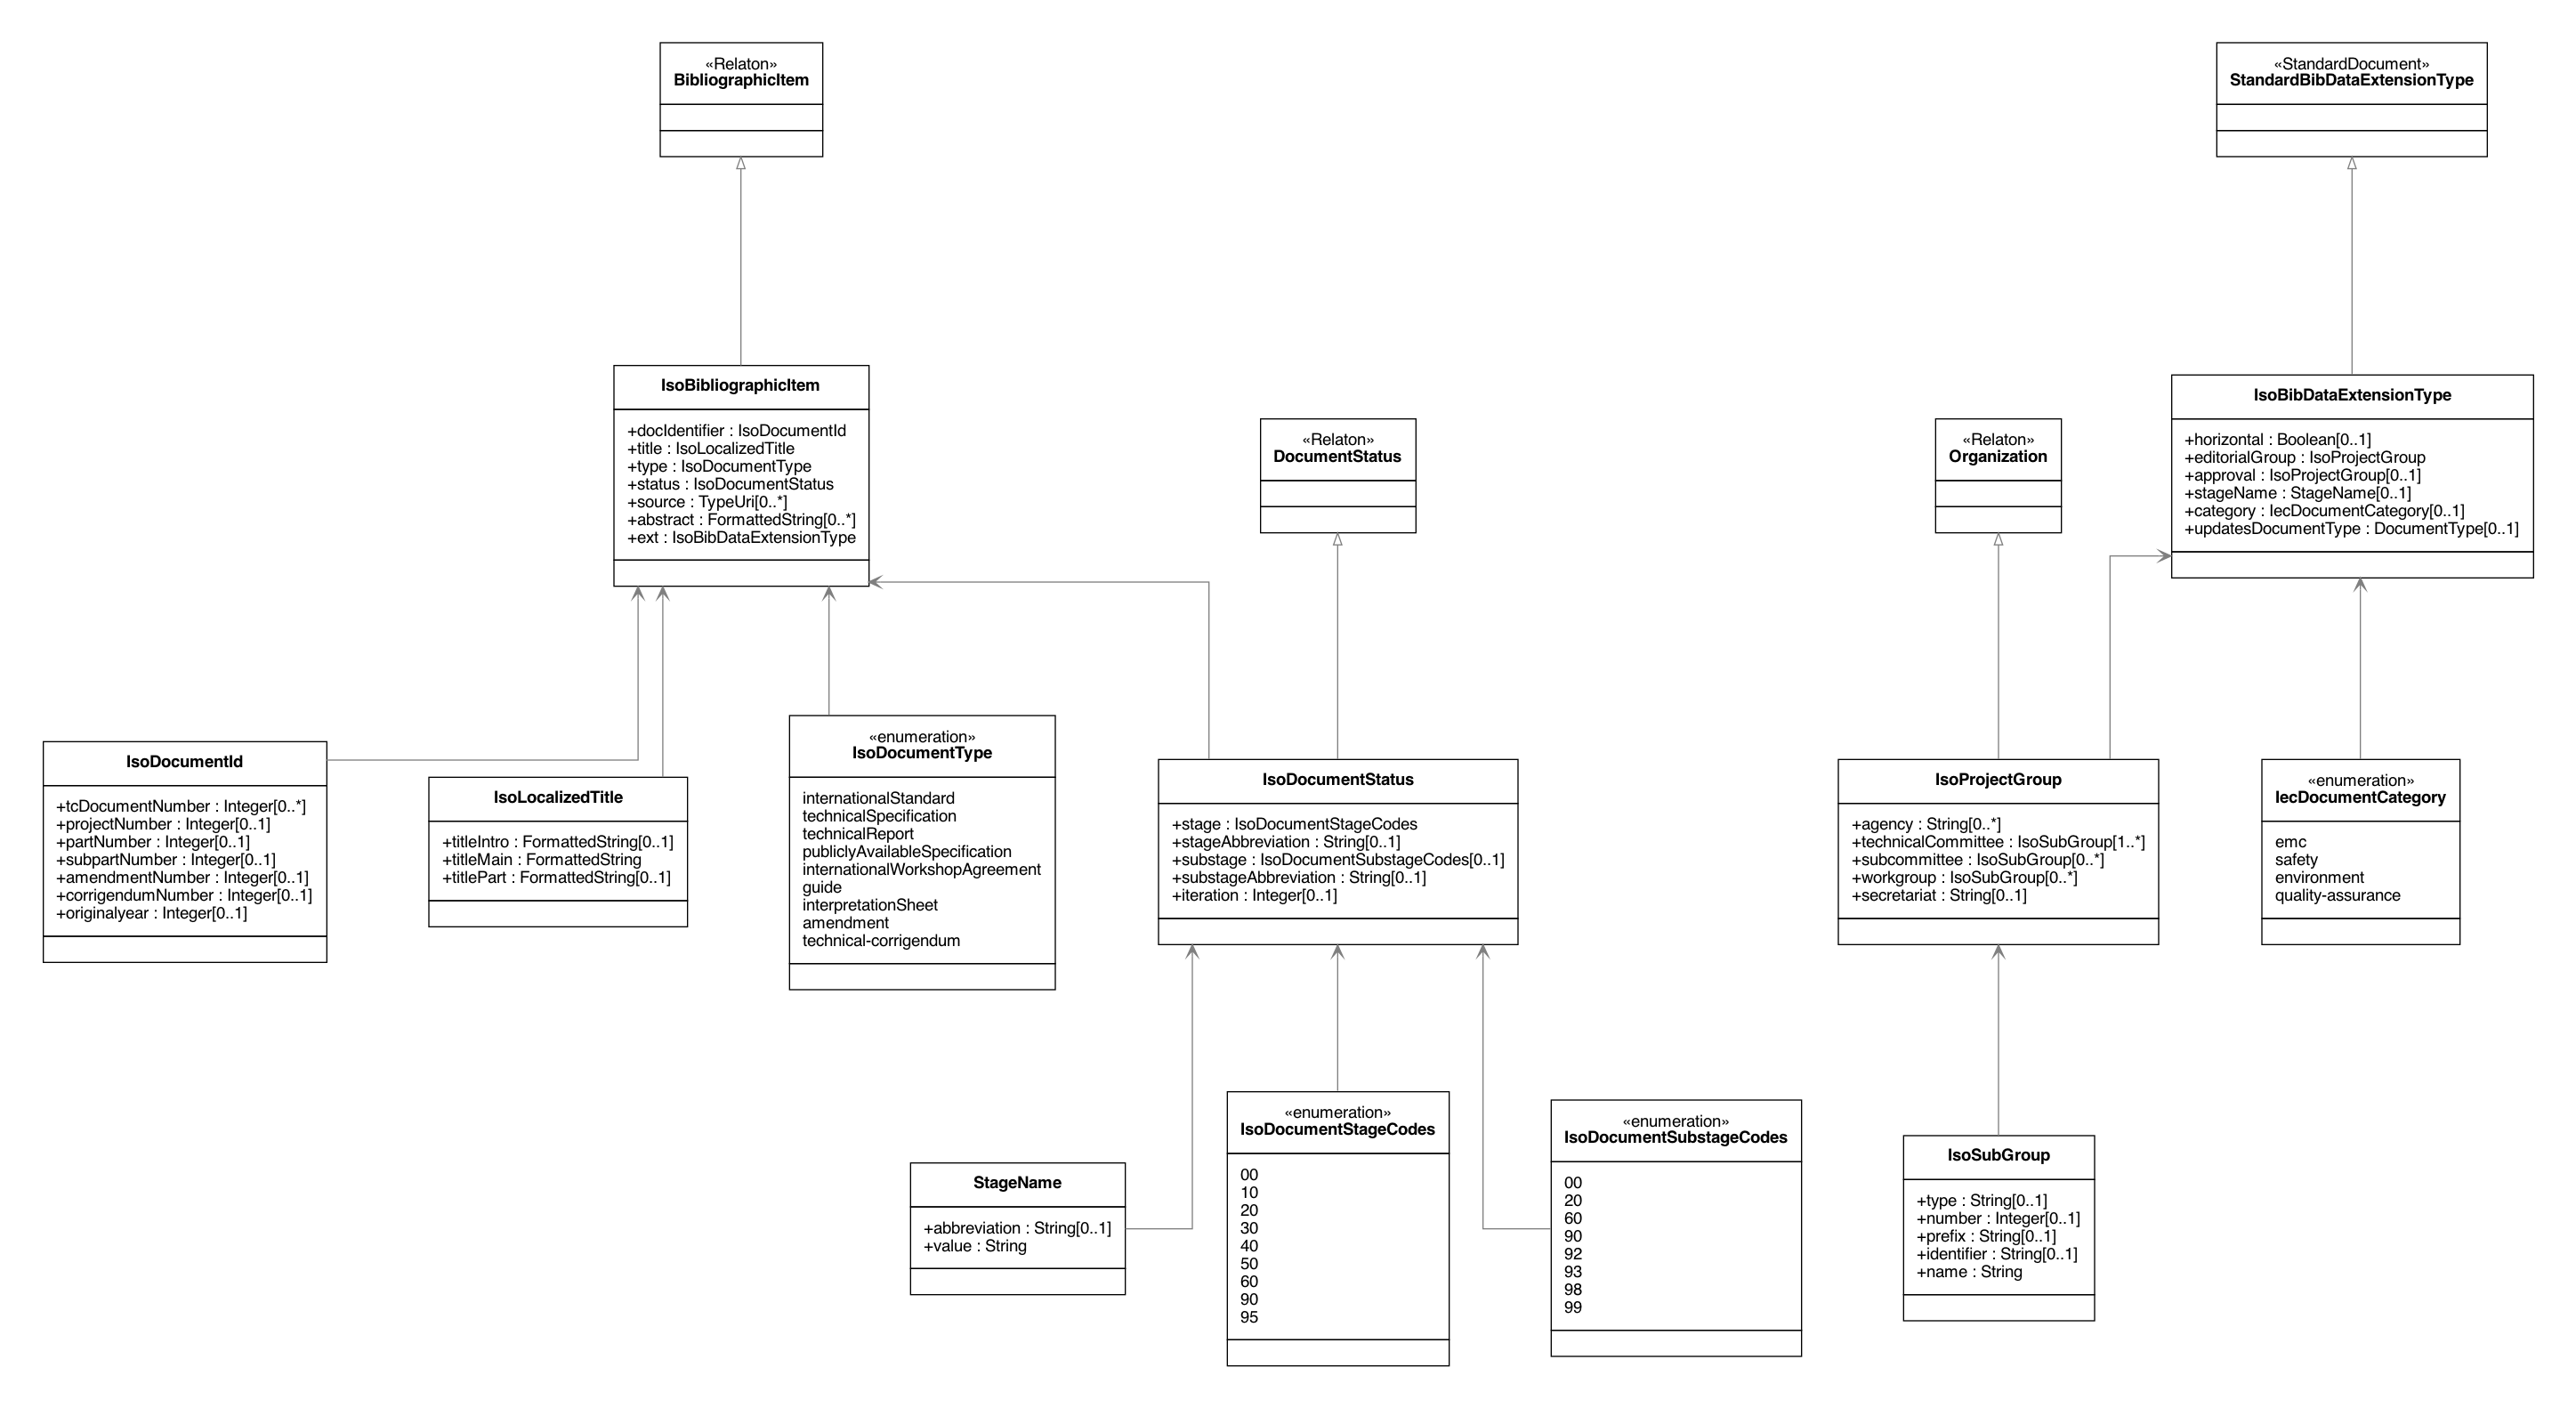 «Relaton»
BibliographicItem
«StandardDocument»
StandardBibDataExtensionType
IsoBibliographicItem
+docIdentifier : IsoDocumentId
+title : IsoLocalizedTitle
+type : IsoDocumentType
+status : IsoDocumentStatus
+source : TypeUri[0..*]
+abstract : FormattedString[0..*]
+ext : IsoBibDataExtensionType
«Relaton»
DocumentStatus
«Relaton»
Organization
IsoBibDataExtensionType
+horizontal : Boolean[0..1]
+editorialGroup : IsoProjectGroup
+approval : IsoProjectGroup[0..1]
+stageName : StageName[0..1]
+category : IecDocumentCategory[0..1]
+updatesDocumentType : DocumentType[0..1]
IsoDocumentId
+tcDocumentNumber : Integer[0..*]
+projectNumber : Integer[0..1]
+partNumber : Integer[0..1]
+subpartNumber : Integer[0..1]
+amendmentNumber : Integer[0..1]
+corrigendumNumber : Integer[0..1]
+originalyear : Integer[0..1]
IsoLocalizedTitle
+titleIntro : FormattedString[0..1]
+titleMain : FormattedString
+titlePart : FormattedString[0..1]
«enumeration»
IsoDocumentType
internationalStandard
technicalSpecification
technicalReport
publiclyAvailableSpecification
internationalWorkshopAgreement
guide
interpretationSheet
amendment
technical-corrigendum
IsoDocumentStatus
+stage : IsoDocumentStageCodes
+stageAbbreviation : String[0..1]
+substage : IsoDocumentSubstageCodes[0..1]
+substageAbbreviation : String[0..1]
+iteration : Integer[0..1]
IsoProjectGroup
+agency : String[0..*]
+technicalCommittee : IsoSubGroup[1..*]
+subcommittee : IsoSubGroup[0..*]
+workgroup : IsoSubGroup[0..*]
+secretariat : String[0..1]
«enumeration»
IecDocumentCategory
emc
safety
environment
quality-assurance
StageName
+abbreviation : String[0..1]
+value : String
«enumeration»
IsoDocumentStageCodes
00
10
20
30
40
50
60
90
95
«enumeration»
IsoDocumentSubstageCodes
00
20
60
90
92
93
98
99
IsoSubGroup
+type : String[0..1]
+number : Integer[0..1]
+prefix : String[0..1]
+identifier : String[0..1]
+name : String